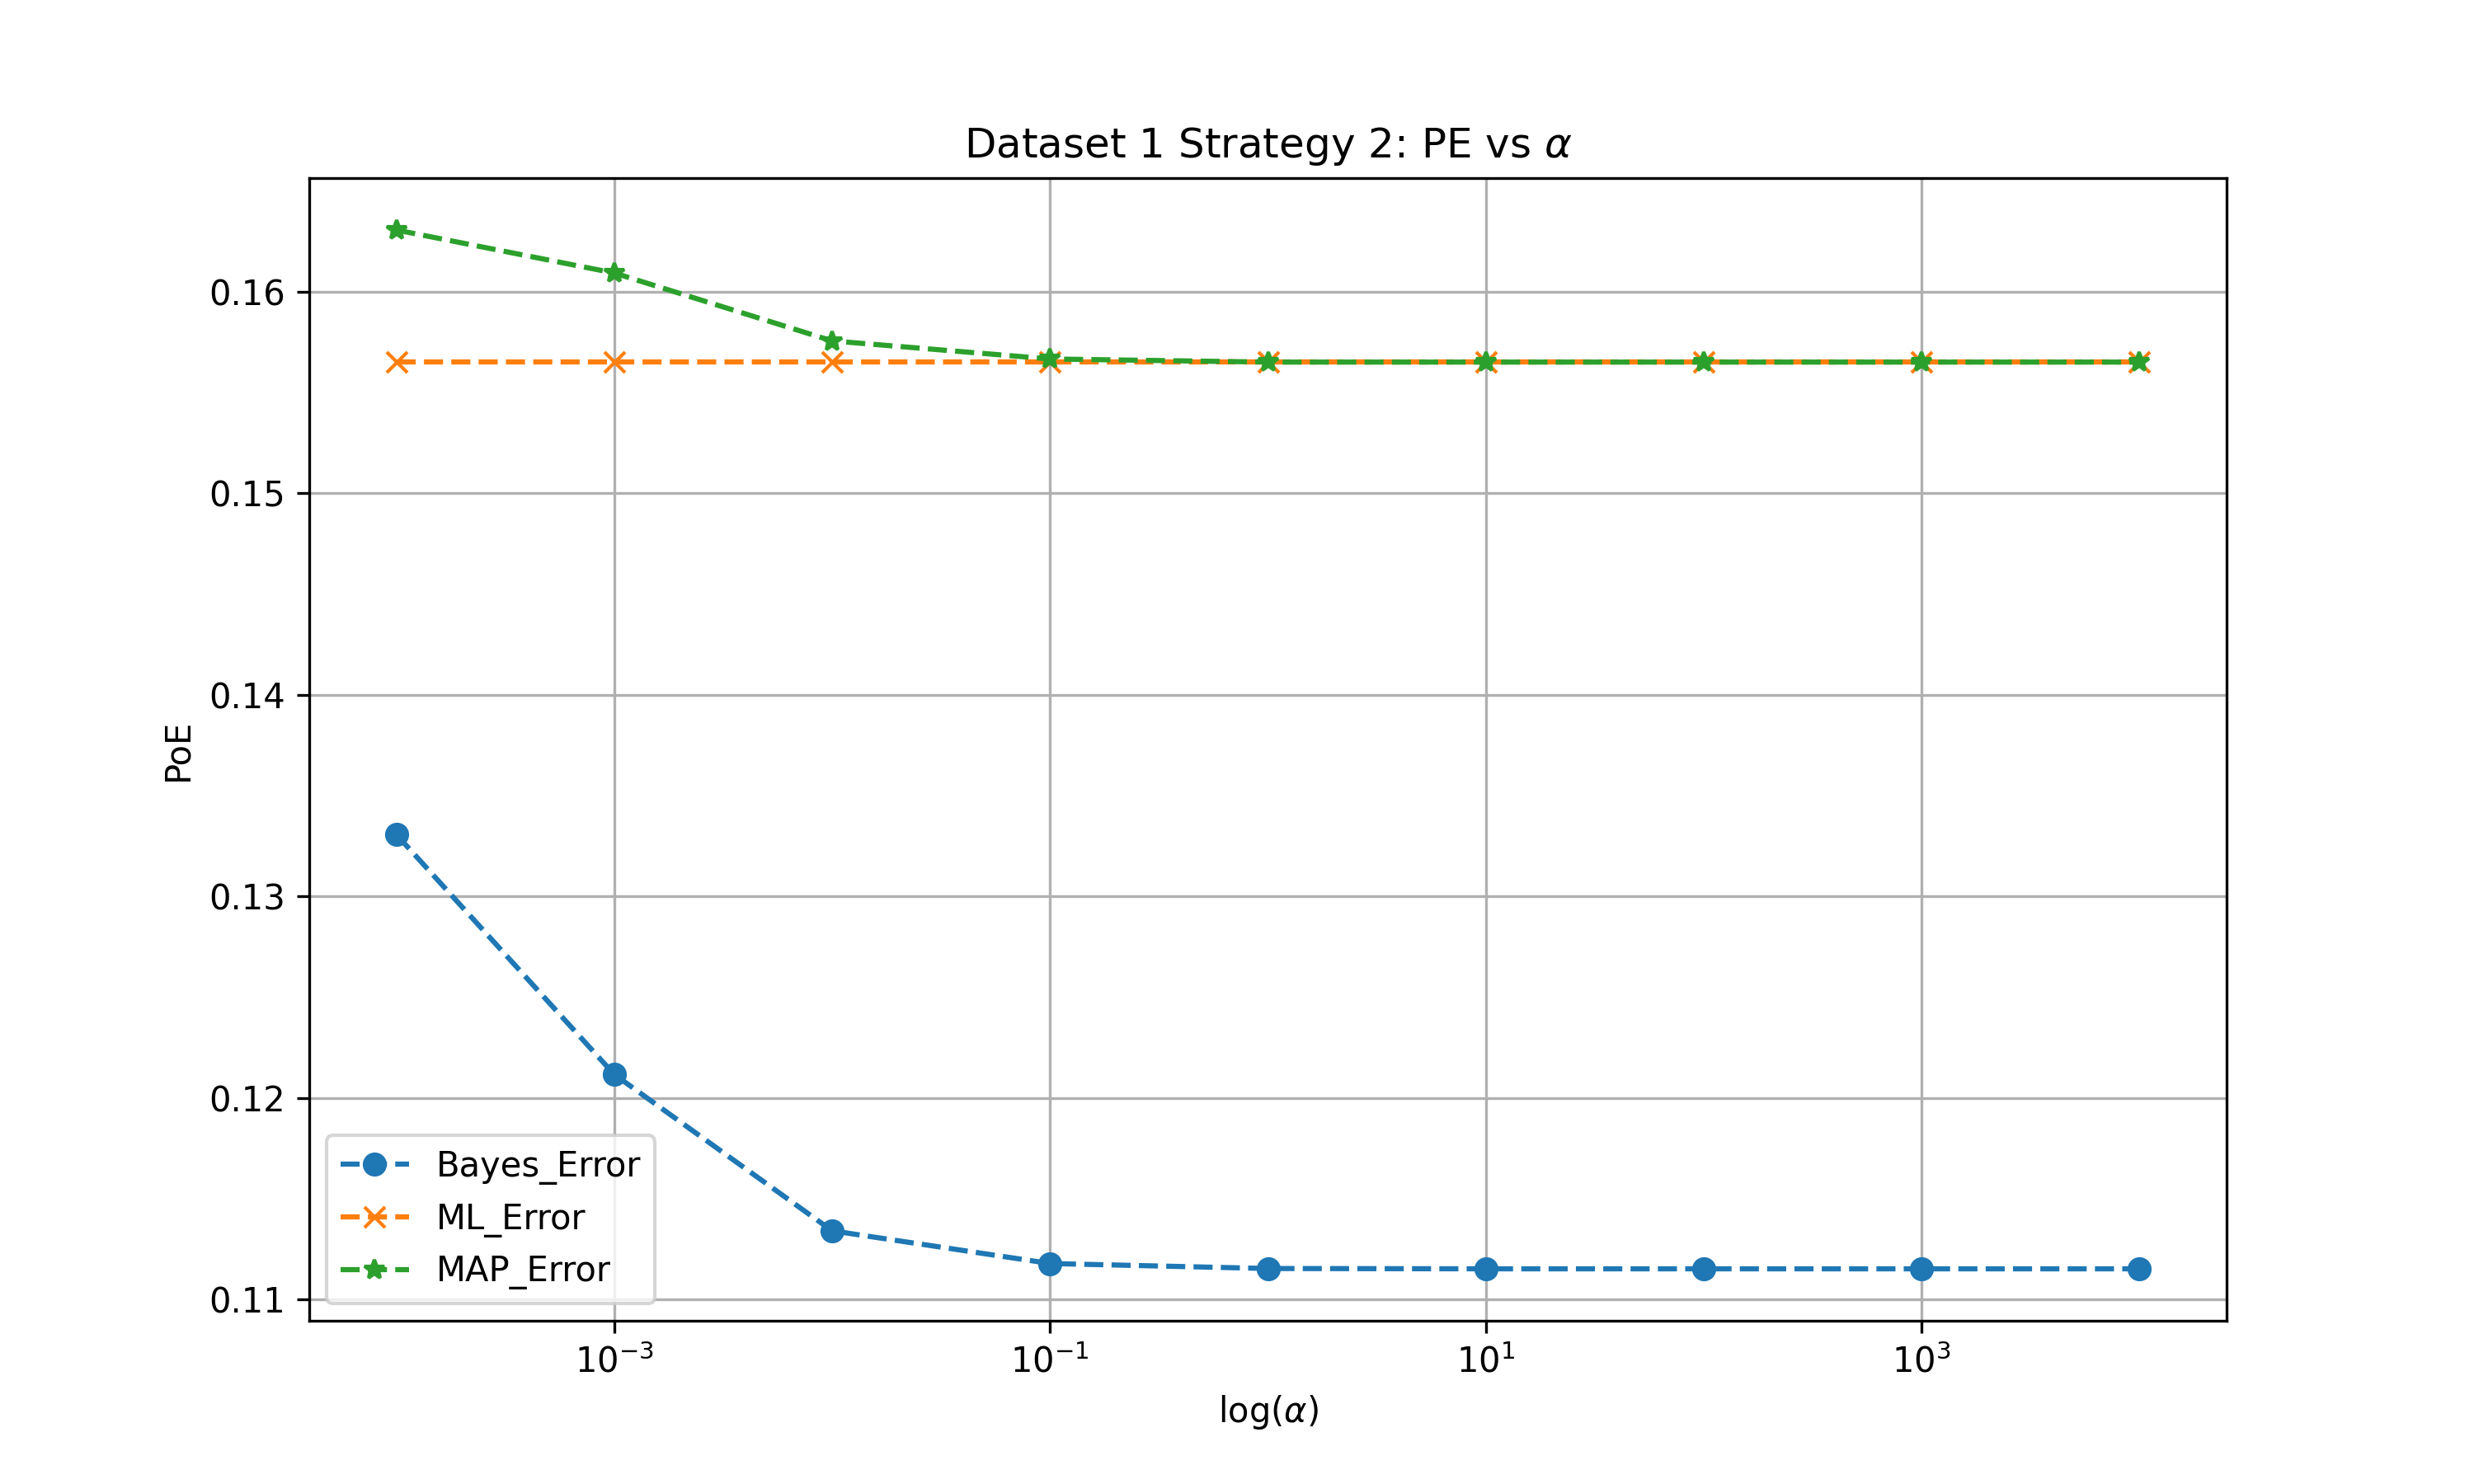 Dataset 1 Strategy 2: PE vs α
PoE
0.16
0.15
0.14
0.13
0.12
0.11
Bayes_Error
ML_Error
MAP_Error
10⁻³
10⁻¹
10¹
10³
log(α)